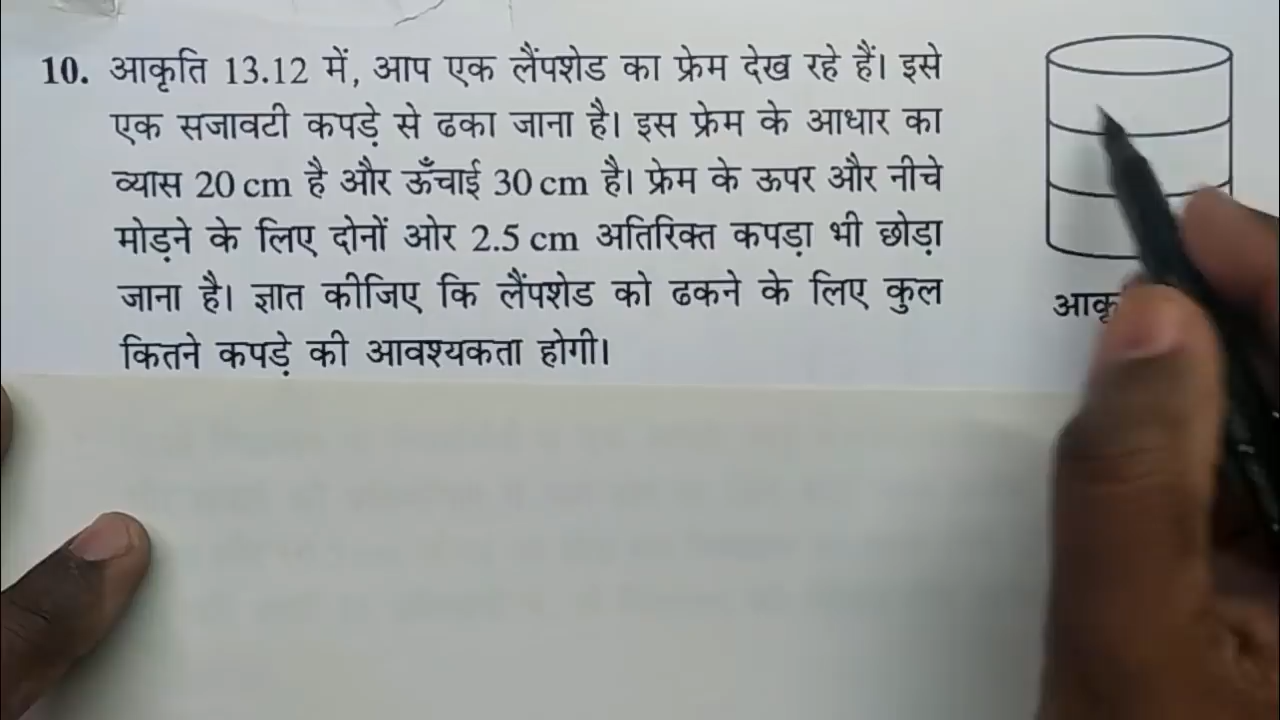 10. आकृति 13.12 में, आप एक लैंपशेड का फ्रेम देख रहे हैं। इसे
एक सजावटी कपड़े से ढका जाना है। इस फ्रेम के आधार का
व्यास 20 cm है और ऊँचाई 30 cm है। फ्रेम के ऊपर और नीचे
मोड़ने के लिए दोनों ओर 2.5 cm अतिरिक्त कपड़ा भी छोड़ा
जाना है। ज्ञात कीजिए कि लैंपशेड को ढकने के लिए कुल
कितने कपड़े की आवश्यकता होगी।